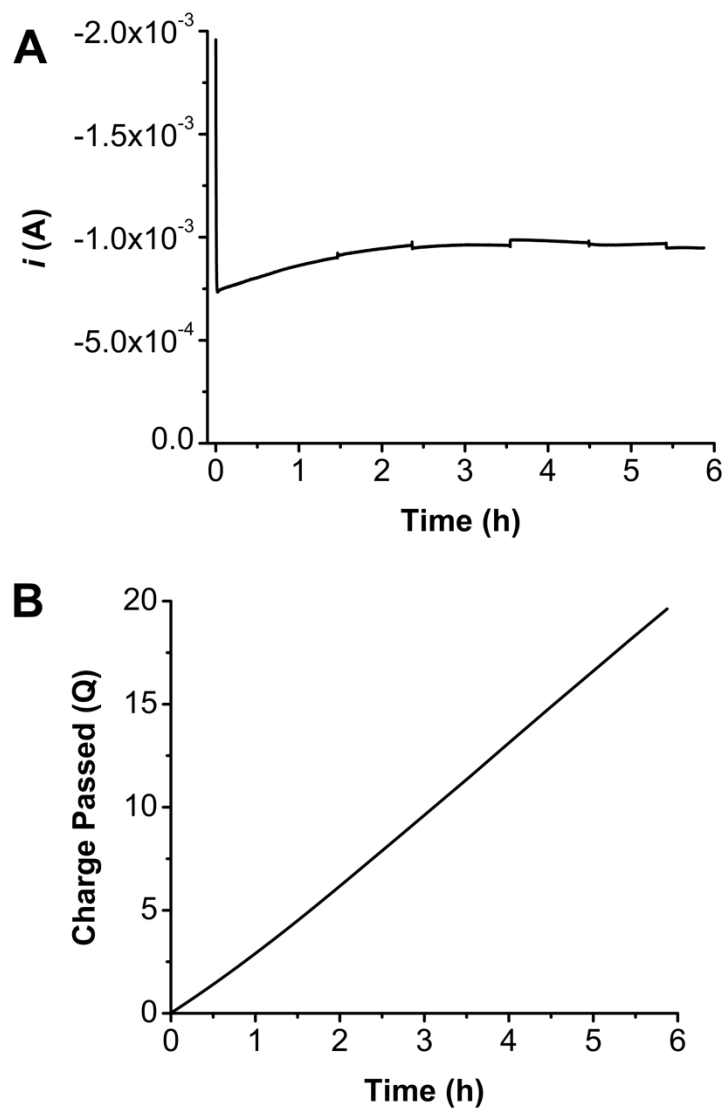 A
-2.0x10⁻³
-1.5x10⁻³
-1.0x10⁻³
-5.0x10⁻⁴
0.0
i (A)
0 1 2 3 4 5 6
Time (h)
B
20
15
10
5
0
Charge Passed (Q)
0 1 2 3 4 5 6
Time (h)